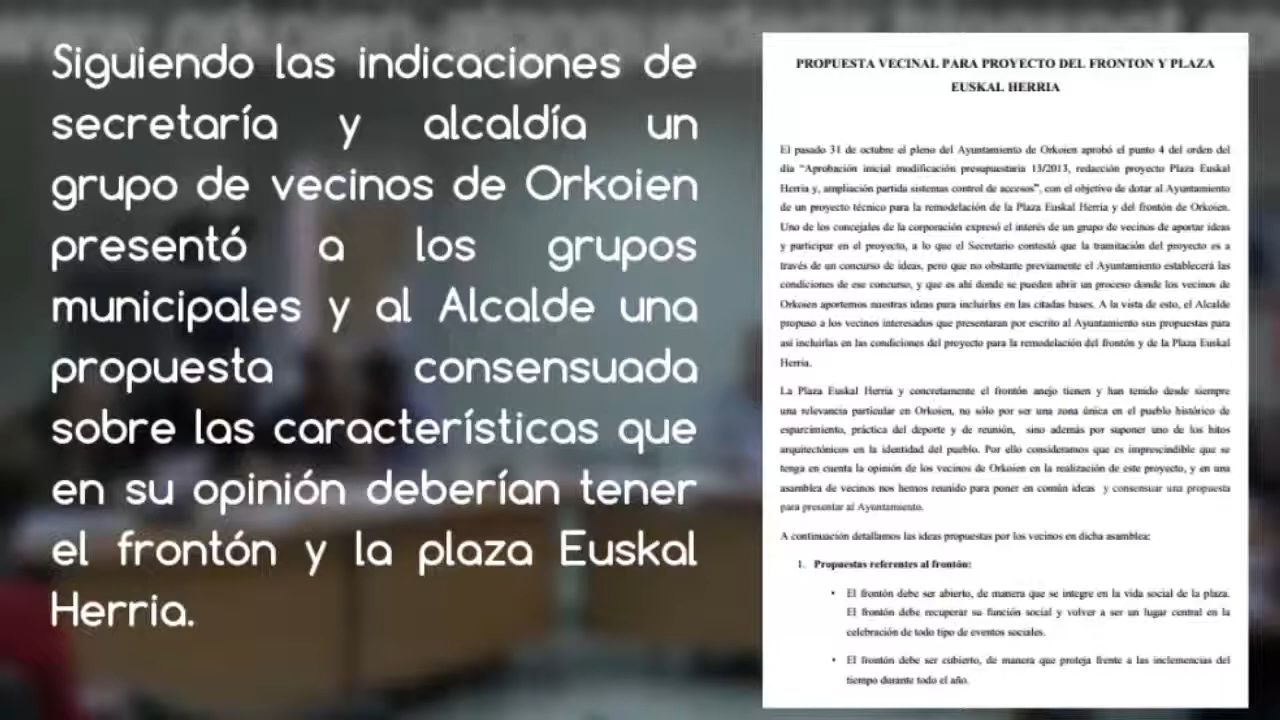 Siguiendo las indicaciones de
secretaría y alcaldía un
grupo de vecinos de Orkoien
presentó a los grupos
municipales y al Alcalde una
propuesta consensuada
sobre las características que
en su opinión deberían tener
el frontón y la plaza Euskal
Herria.
PROPUESTA VECINAL PARA PROYECTO DEL FRONTON Y PLAZA
EUSKAL HERRIA
El pasado 31 de octubre el pleno del Ayuntamiento de Orkoien aprobó el punto 4 del orden del
día "Aprobación inicial modificación presupuestaria 13/2013, redacción proyecto Plaza Euskal
Herria y, ampliación partida sistemas control de accesos", con el objetivo de dotar al Ayuntamiento
de un proyecto técnico para la remodelación de la Plaza Euskal Herria y del frontón de Orkoien.
Uno de los concejales de la corporación expresó el interés de un grupo de vecinos de aportar ideas
y participar en el proyecto, a lo que el Secretario contestó que la tramitación del proyecto es a
través de un concurso de ideas, pero que no obstante previamente el Ayuntamiento establecerá las
condiciones de ese concurso, y que es ahí donde se pueden abrir un proceso donde los vecinos de
Orkoien aportemos nuestras ideas para incluirlas en las citadas bases. A la vista de esto, el Alcalde
propuso a los vecinos interesados que presentaran por escrito al Ayuntamiento sus propuestas para
así incluirlas en las condiciones del proyecto para la remodelación del frontón y de la Plaza Euskal
Herria.
La Plaza Euskal Herria y concretamente el frontón anejo tienen y han tenido desde siempre
una relevancia particular en Orkoien, no sólo por ser una zona única en el pueblo histórico de
esparcimiento, práctica del deporte y de reunión, sino además por suponer uno de los hitos
arquitectónicos en la identidad del pueblo. Por ello consideramos que es imprescindible que se
tenga en cuenta la opinión de los vecinos de Orkoien en la realización de este proyecto, y en una
asamblea de vecinos nos hemos reunido para poner en común ideas y consensuar una propuesta
para presentar al Ayuntamiento.
A continuación detallamos las ideas propuestas por los vecinos en dicha asamblea:
1. Propuestas referentes al frontón:
• El frontón debe ser abierto, de manera que se integre en la vida social de la plaza.
El frontón debe recuperar su función social y volver a ser un lugar central en la
celebración de todo tipo de eventos sociales.
• El frontón debe ser cubierto, de manera que proteja frente a las inclemencias del
tiempo durante todo el año.